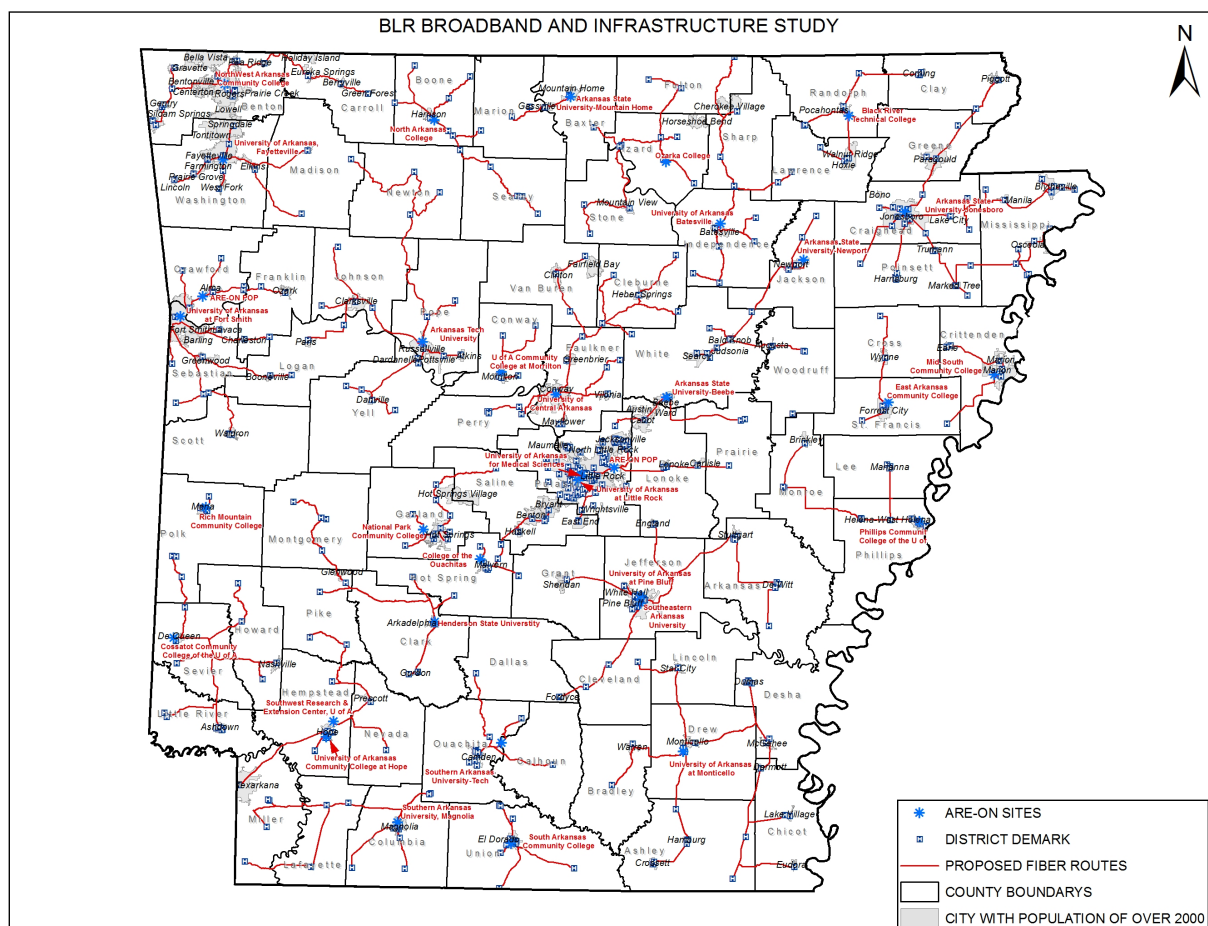 BLR BROADBAND AND INFRASTRUCTURE STUDY
N
Bella Vista
Pea Ridge
Holiday Island
Gravette
NorthWest Arkansas
Community College
Eureka Springs
Bentonville
Berryville
Centerton
Rogers
Prairie Creek
Green Forest
Gentry
Benton
Carroll
Boone
Lowell
Siloam Springs
Springdale
Tontitown
Harrison
North Arkansas
College
Marion
Mountain Home
Gassville
Arkansas State
University-Mountain Home
Baxter
Fulton
Cherokee Village
Horseshoe Bend
Sharp
Izzard
Ozarka College
Randolph
Pocahontas
Black River
Technical College
Corning
Clay
Piggott
Walnut Ridge
Hoxie
Lawrence
Greene
Paragould
University of Arkansas,
Fayetteville
Fayetteville
Farmington
Elkins
Prairie Grove
Lincoln
West Fork
Washington
Madison
Newton
Searcy
Mountain View
Stone
University of Arkansas
Batesville
Batesville
Independence
Bono
Arkansas State
University-Jonesboro
Jonesboro
Lake City
Craighead
Manila
Blytheville
Mississippi
Osceola
Arkansas State
University-Newport
Newport
Jackson
Trumann
Poinsett
Harrisburg
Marked Tree
Crawford
Alma
ARE-ON POP
Franklin
Ozark
Johnson
Clarksville
University of Arkansas
at Fort Smith
Fort Smith
Lavaca
Barling
Charleston
Paris
Greenwood
Sebastian
Booneville
Logan
Pope
Arkansas Tech
University
Russellville
Dardanelle
Pottsville
Atkins
Danville
Yell
Conway
U of A Community
College at Morrilton
Morrilton
Fairfield Bay
Clinton
Van Buren
Cleburne
Heber Springs
Faulkner
Greenbrier
White
Bald Knob
Judsonia
Searcy
Augusta
Woodruff
Cross
Wynne
Crittenden
Earle
Mid-South
Community College
Marion
Marion
East Arkansas
Community College
Forrest City
St. Francis
Conway
University of
Central Arkansas
Vilonia
Mayflower
Perry
Arkansas State
University-Beebe
Beebe
Austin
Ward
Cabot
Scott
Waldron
Maumelle
Jacksonville
North Little Rock
University of Arkansas
for Medical Sciences
ARE-ON POP
Little Rock
Lonoke
Carlisle
Lonoke
Prairie
University of Arkansas
at Little Rock
Pulaski
Brinkley
Lee
Marianna
Monroe
Saline
Hot Springs Village
Bryant
Benton
Wrightsville
East End
Haskell
England
Garland
National Park
Community College
Hot Springs
College of the
Ouachitas
Malvern
Hot Spring
Mena
Rich Mountain
Community College
Polk
Montgomery
Glenwood
Stuttgart
Helena-West Helena
Phillips Community
College of the U of A
Phillips
Grant
Sheridan
Jefferson
University of Arkansas
at Pine Bluff
White Hall
Pine Bluff
Southeastern
Arkansas
University
Arkansas
De Witt
De Queen
Cossatot Community
College of the U of A
Sevier
Howard
Pike
Nashville
Arkadelphia
Henderson State Universtity
Clark
Gurdon
Dallas
Cleveland
Fordyce
Lincoln
Star City
Dumas
Desha
Little River
Ashdown
Hempstead
Southwest Research &
Extension Center, U of A
Hope
University of Arkansas
Community College at Hope
Prescott
Nevada
Ouachita
Camden
Southern Arkansas
University-Tech
Calhoun
Warren
Bradley
Drew
Monticello
University of Arkansas
at Monticello
McGehee
Dermott
Texarkana
Miller
Lafayette
Southern Arkansas
University, Magnolia
Magnolia
Columbia
El Dorado
South Arkansas
Community College
Union
Hamburg
Ashley
Crossett
Lake Village
Chicot
Eudora
ARE-ON SITES
DISTRICT DEMARK
PROPOSED FIBER ROUTES
COUNTY BOUNDARYS
CITY WITH POPULATION OF OVER 2000